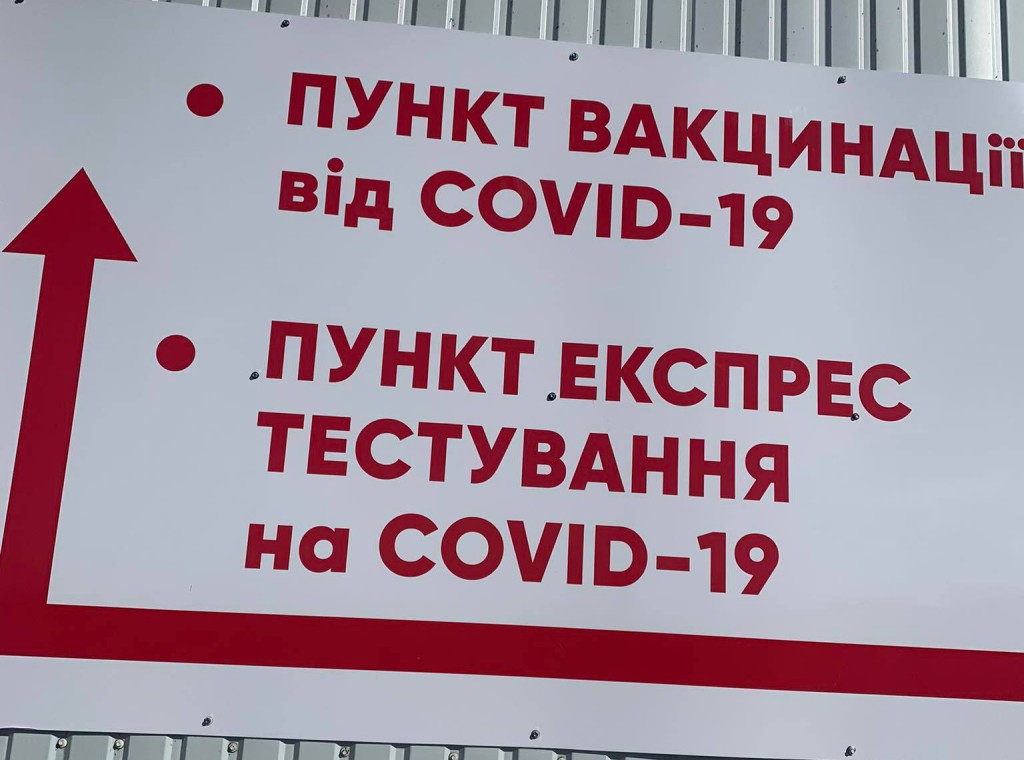 • ПУНКТ ВАКЦИНАЦІЇ
від COVID-19
• ПУНКТ ЕКСПРЕС
ТЕСТУВАННЯ
на COVID-19